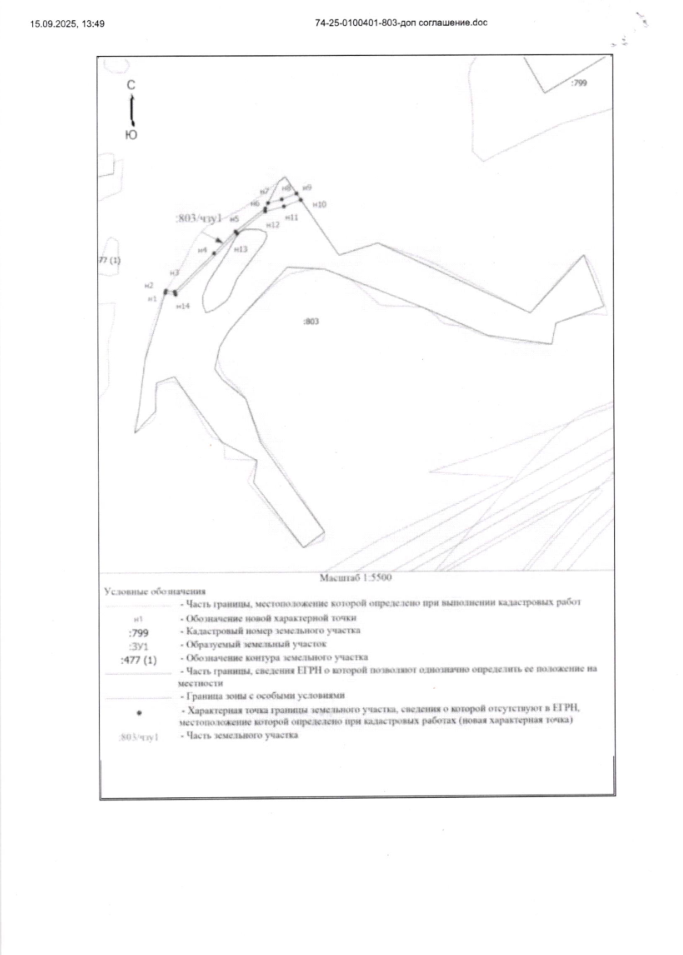 15.09.2025, 13:49
74-25-0100401-803-доп соглашение.doc
:799
С
Ю
н7
н8
н9
н6
н10
:803/чзу1
н5
н11
н12
77 (1)
н4
н13
н3
н2
н1
н14
:803
Масштаб 1:5500
Условные обозначения
- Часть границы, местоположение которой определено при выполнении кадастровых работ
н1 - Обозначение новой характерной точки
:799 - Кадастровый номер земельного участка
:ЗУ1 - Образуемый земельный участок
:477 (1) - Обозначение контура земельного участка
- Часть границы, сведения ЕГРН о которой позволяют однозначно определить ее положение на
местности
- Граница зоны с особыми условиями
- Характерная точка границы земельного участка, сведения о которой отсутствуют в ЕГРН,
местоположение которой определено при кадастровых работах (новая характерная точка)
:803/чзу1 - Часть земельного участка